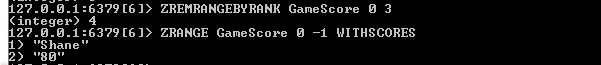 127.0.0.1:6379[6]> ZREMRANGEBYRANK GameScore 0 3
(integer) 4
127.0.0.1:6379[6]> ZRANGE GameScore 0 -1 WITHSCORES
1) "Shane"
2) "80"